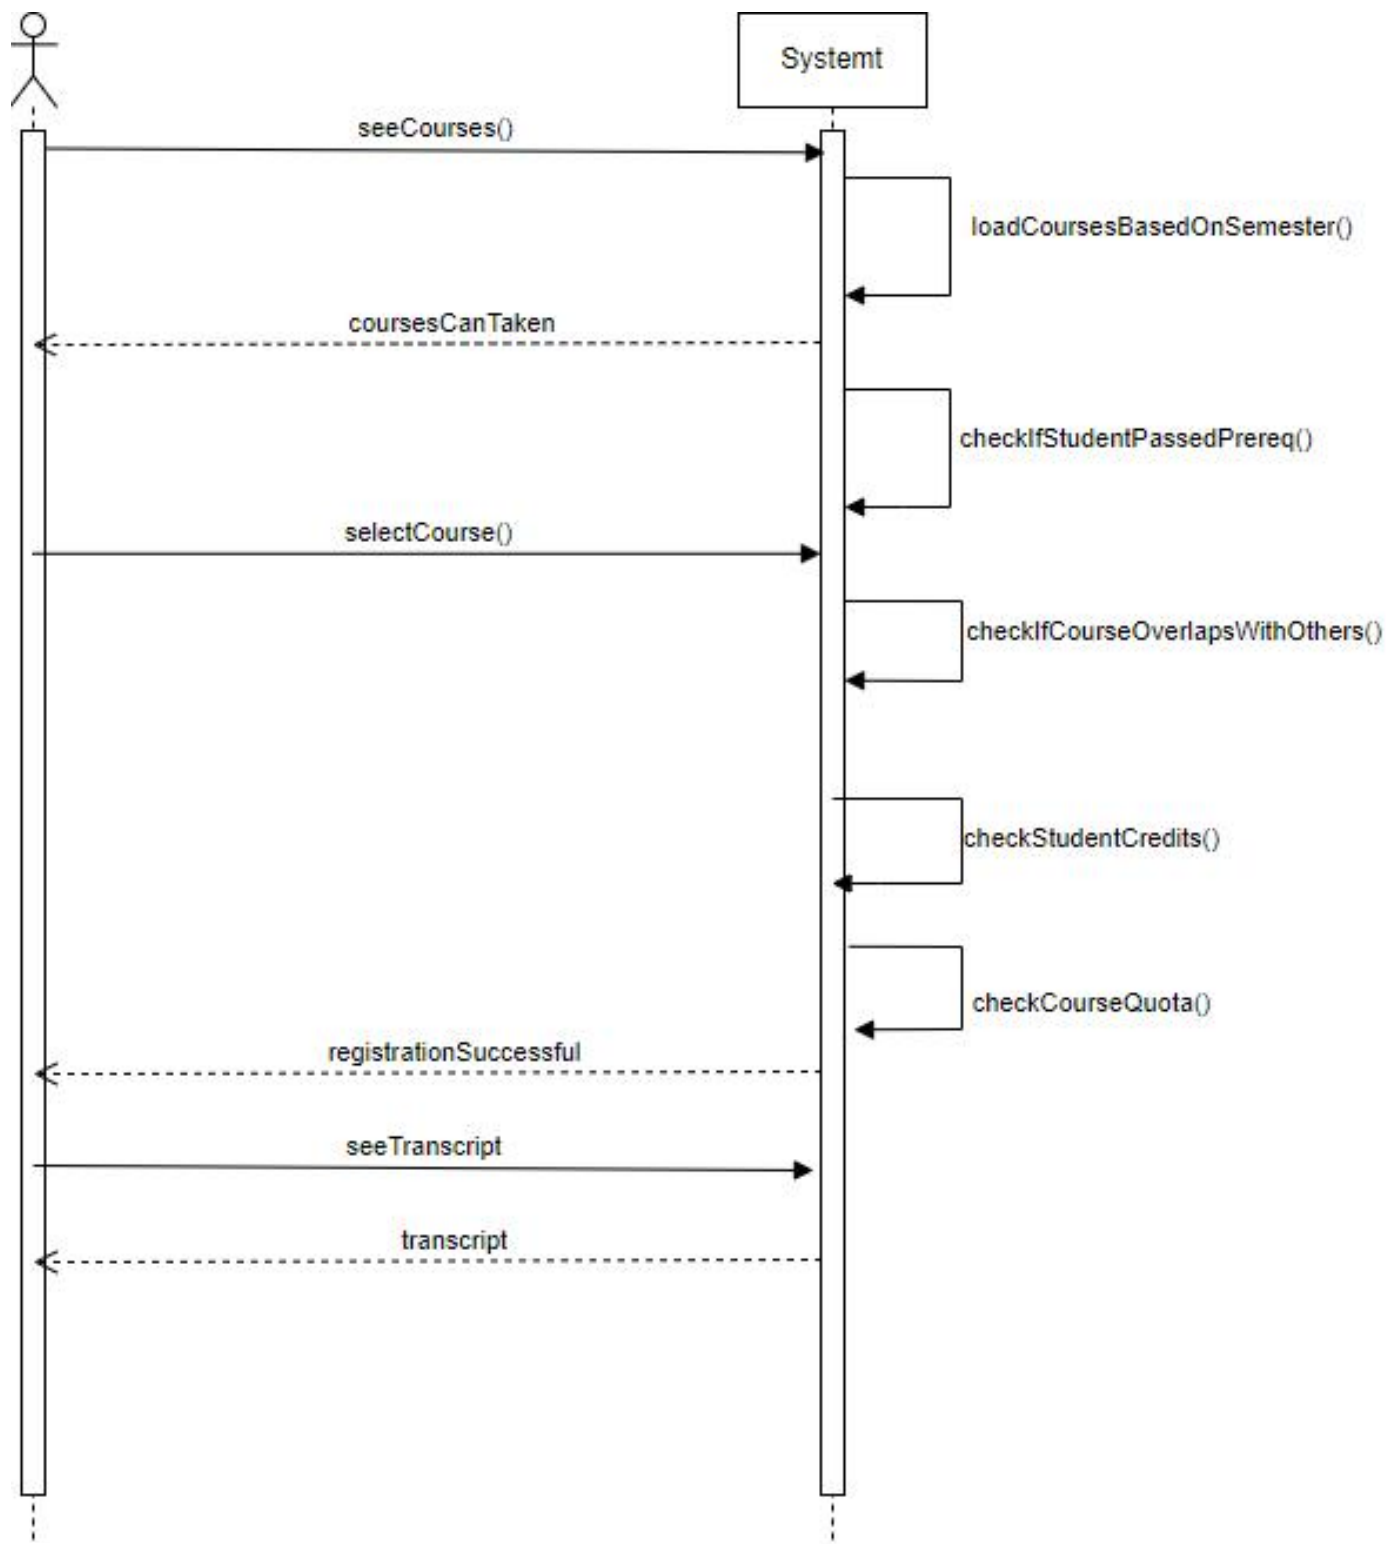 Systemt
seeCourses()
loadCoursesBasedOnSemester()
coursesCanTaken
checkIfStudentPassedPrereq()
selectCourse()
checkIfCourseOverlapsWithOthers()
checkStudentCredits()
checkCourseQuota()
registrationSuccessful
seeTranscript
transcript